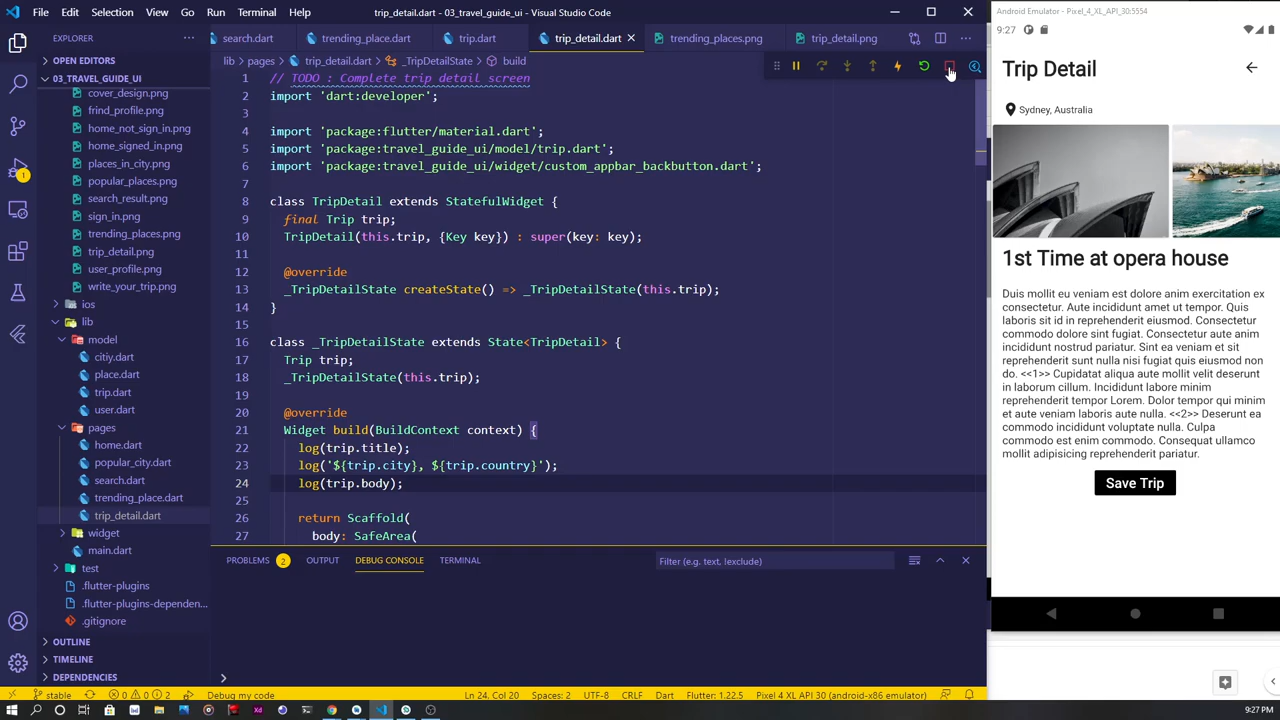 File Edit Selection View Go Run Terminal Help
trip_detail.dart - 03_travel_guide_ui - Visual Studio Code
EXPLORER
OPEN EDITORS
03_TRAVEL_GUIDE_UI
cover_design.png
frind_profile.png
home_not_sign_in.png
home_signed_in.png
places_in_city.png
popular_places.png
search_result.png
sign_in.png
trending_places.png
trip_detail.png
user_profile.png
write_your_trip.png
ios
lib
model
citiy.dart
place.dart
trip.dart
user.dart
pages
home.dart
popular_city.dart
search.dart
trending_place.dart
trip_detail.dart
widget
main.dart
test
.flutter-plugins
.flutter-plugins-dependen...
.gitignore
OUTLINE
TIMELINE
DEPENDENCIES
1
search.dart
trip.dart
trending_places.png
trip_detail.png
lib > pages > trip_detail.dart > _TripDetailState > build
1 // TODO : Complete trip detail screen
2 import 'dart:developer';
3
4 import 'package:flutter/material.dart';
5 import 'package:travel_guide_ui/model/trip.dart';
6 import 'package:travel_guide_ui/widget/custom_appbar_backbutton.dart';
7
8 class TripDetail extends StatefulWidget {
9 final Trip trip;
10 TripDetail(this.trip, {Key key}) : super(key: key);
11
12 @override
13 _TripDetailState createState() => _TripDetailState(this.trip);
14 }
15
16 class _TripDetailState extends State<TripDetail> {
17 Trip trip;
18 _TripDetailState(this.trip);
19
20 @override
21 Widget build(BuildContext context) {
22 log(trip.title);
23 log('${trip.city}, ${trip.country}');
24 log(trip.body);
25
26 return Scaffold(
27 body: SafeArea(
PROBLEMS 2 OUTPUT DEBUG CONSOLE TERMINAL
Filter (e.g. text, !exclude)
stable 0 0 2 Debug my code
Ln 24, Col 20 Spaces: 2 UTF-8 CRLF Dart Flutter: 1.22.5 Pixel 4 XL API 30 (android-x86 emulator)
Android Emulator - Pixel_4_XL_API_30:5554
9:27
Trip Detail
Sydney, Australia
1st Time at opera house
Duis mollit eu veniam est dolore anim exercitation ex
consectetur. Aute incididunt amet ut tempor. Quis
laboris sit id in reprehenderit eiusmod. Consectetur
commodo dolore sint fugiat. Consectetur aute anim
incididunt nostrud pariatur. Sint ea veniam et sit
reprehenderit sunt nulla nisi fugiat quis eiusmod non
do. <<1>> Cupidatat aliqua aute mollit velit deserunt
in laborum cillum. Incididunt labore minim
reprehenderit tempor Lorem. Dolor tempor qui minim
et aute veniam laboris aute nulla. <<2>> Deserunt ea
commodo incididunt voluptate nulla. Culpa
commodo est enim commodo. Consequat ullamco
mollit adipisicing reprehenderit pariatur.
Save Trip
9:27 PM